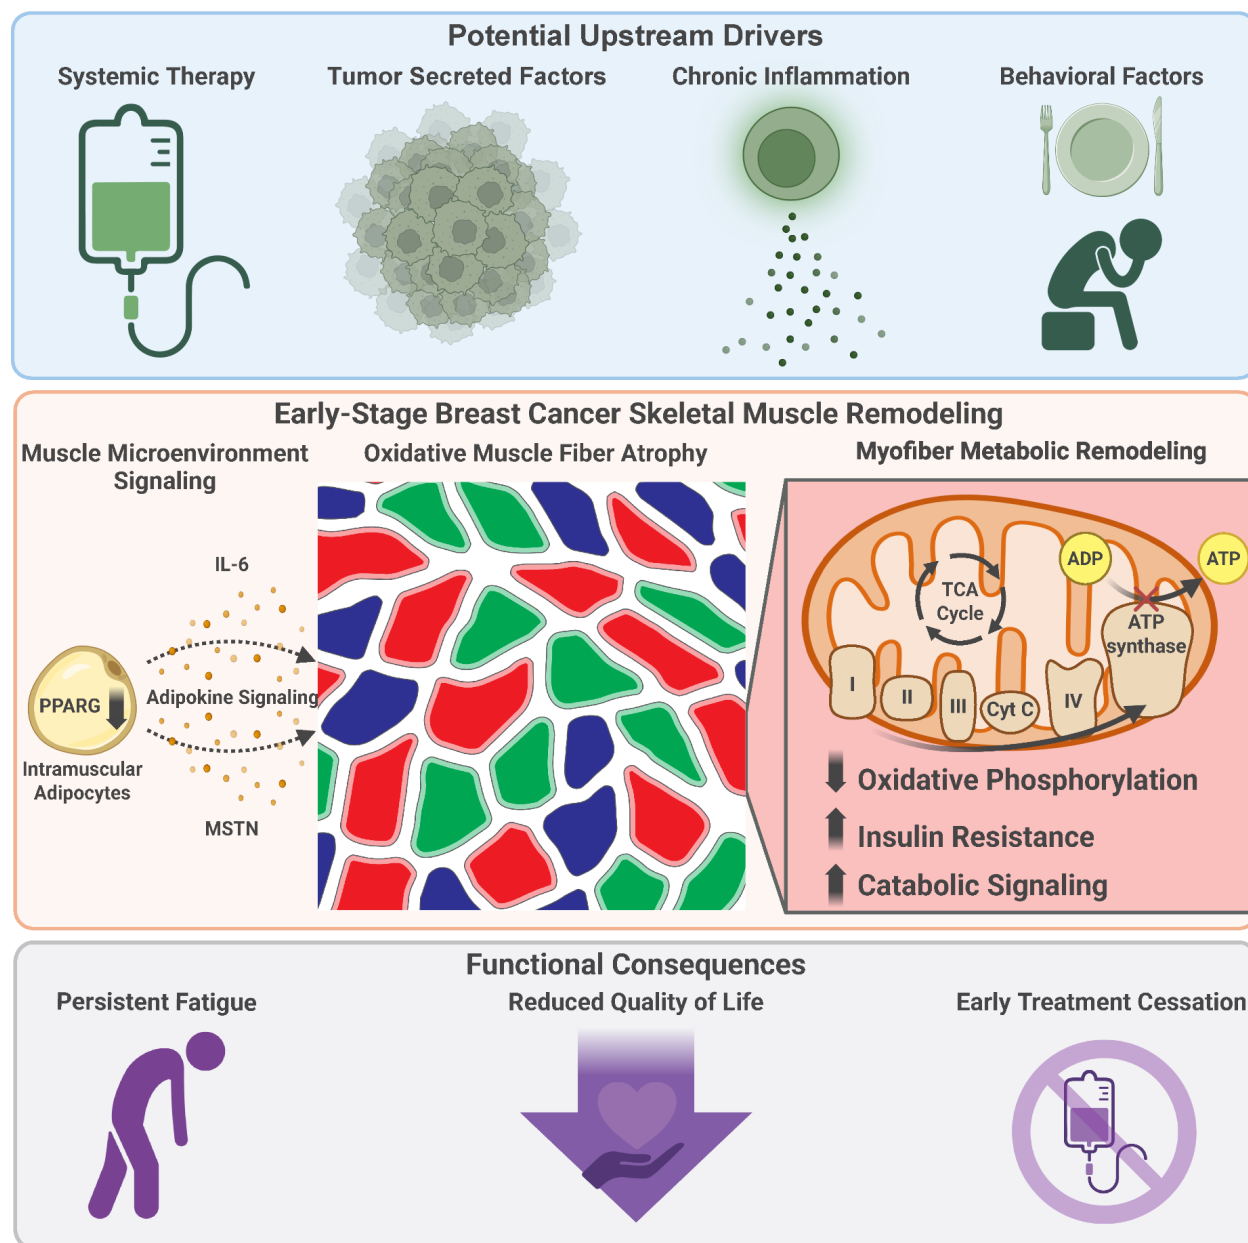 Potential Upstream Drivers
Systemic Therapy
Tumor Secreted Factors
Chronic Inflammation
Behavioral Factors
Early-Stage Breast Cancer Skeletal Muscle Remodeling
Muscle Microenvironment
Signaling
IL-6
PPARG
Adipokine Signaling
Intramuscular
Adipocytes
MSTN
Oxidative Muscle Fiber Atrophy
Myofiber Metabolic Remodeling
TCA
Cycle
ADP
ATP
ATP
synthase
I
II
III
Cyt C
IV
Oxidative Phosphorylation
Insulin Resistance
Catabolic Signaling
Functional Consequences
Persistent Fatigue
Reduced Quality of Life
Early Treatment Cessation